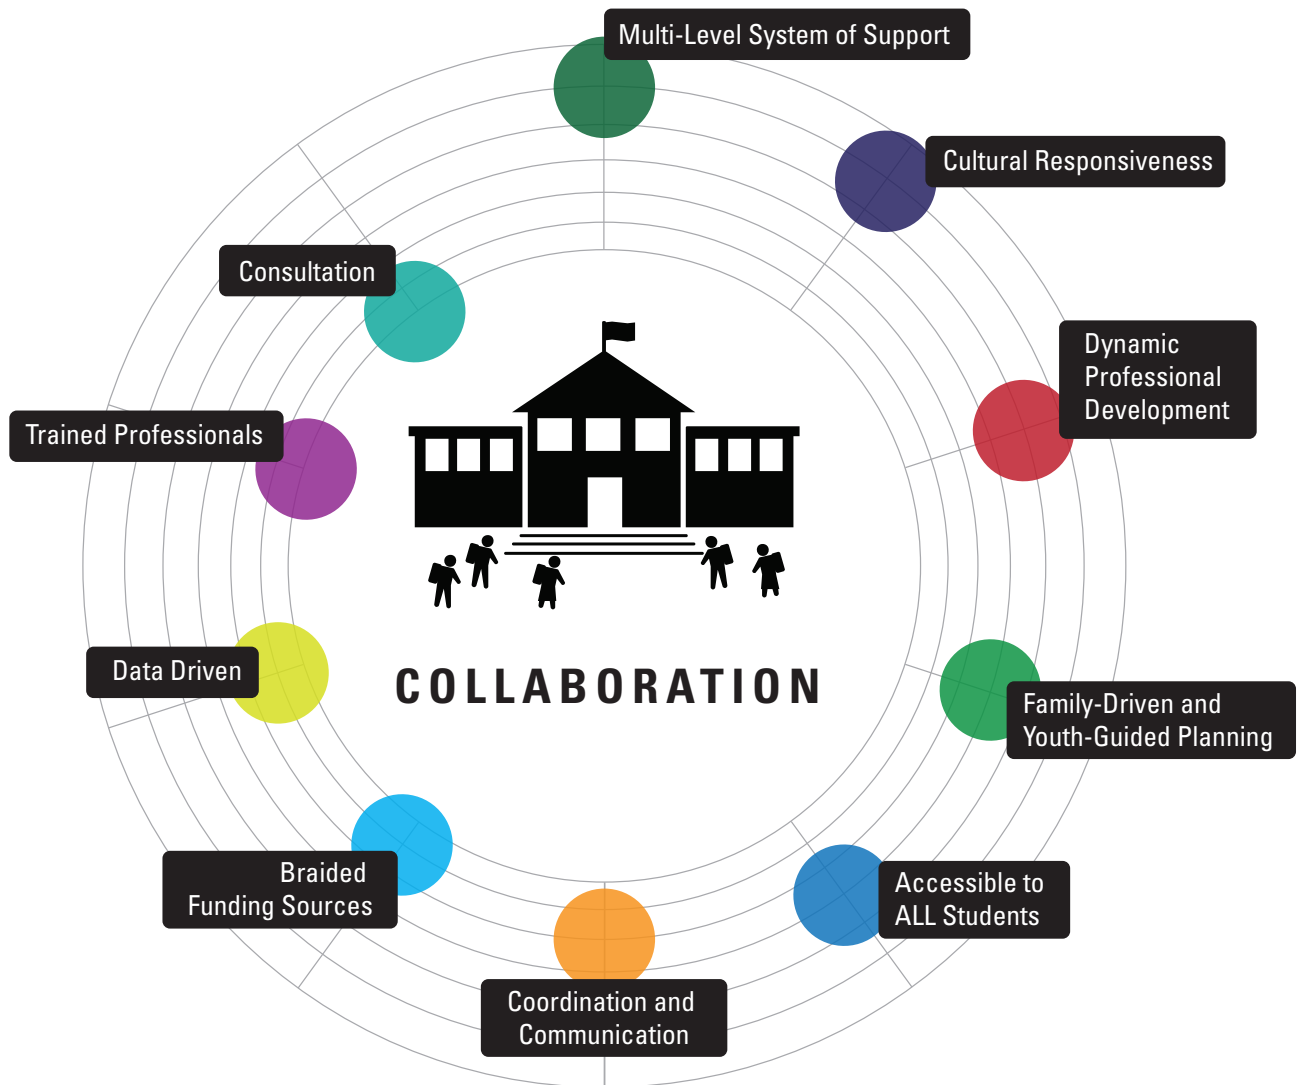 Multi-Level System of Support
Cultural Responsiveness
Consultation
Dynamic
Professional
Development
Trained Professionals
Data Driven
COLLABORATION
Family-Driven and
Youth-Guided Planning
Braided
Funding Sources
Accessible to
ALL Students
Coordination and
Communication